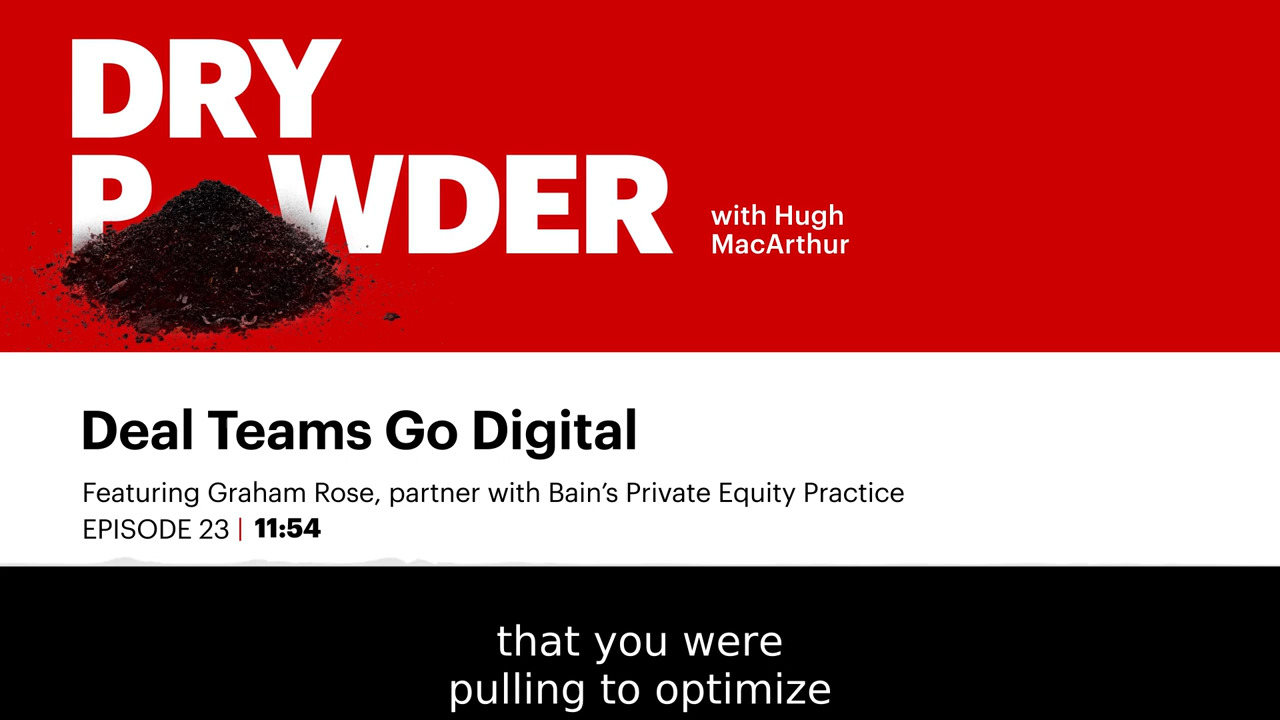 DRY
POWDER
with Hugh
MacArthur
Deal Teams Go Digital
Featuring Graham Rose, partner with Bain’s Private Equity Practice
EPISODE 23 | 11:54
that you were
pulling to optimize